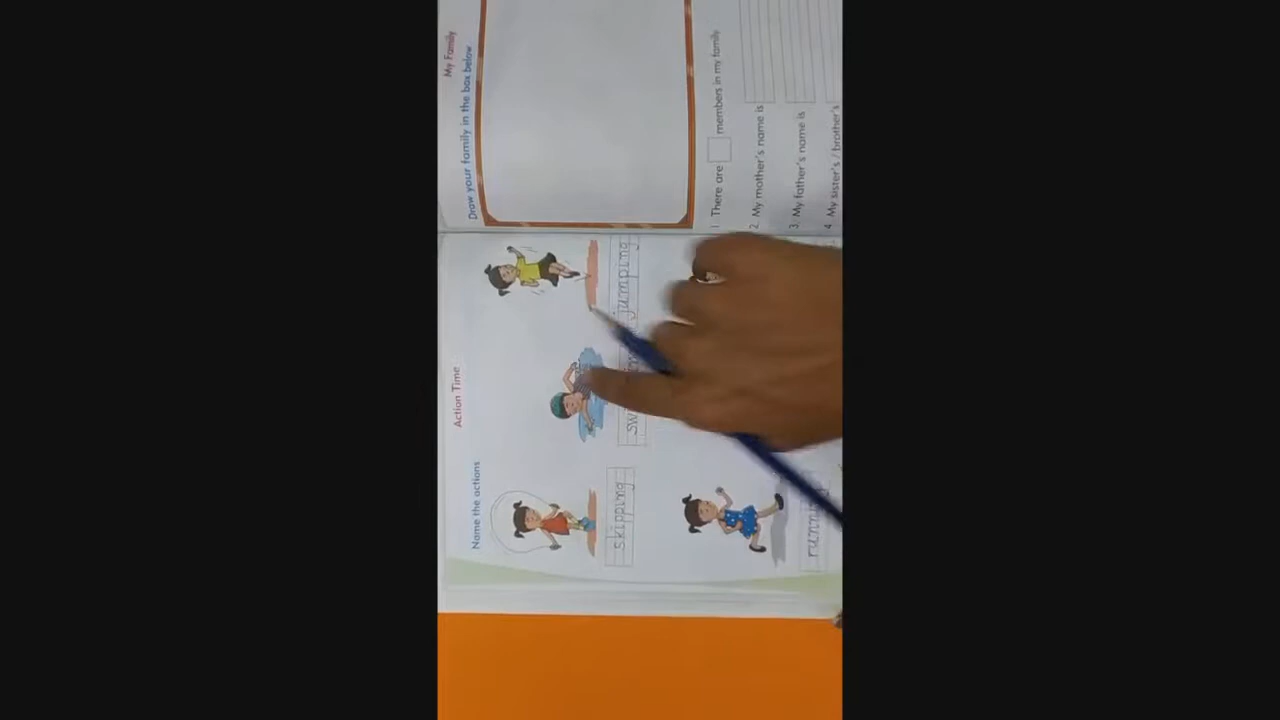 Action Time
Name the actions
skipping
jumping
running
My Family
Draw your family in the box below
1. There are members in my family
2. My mother's name is
3. My father's name is
4. My sister's / brother's